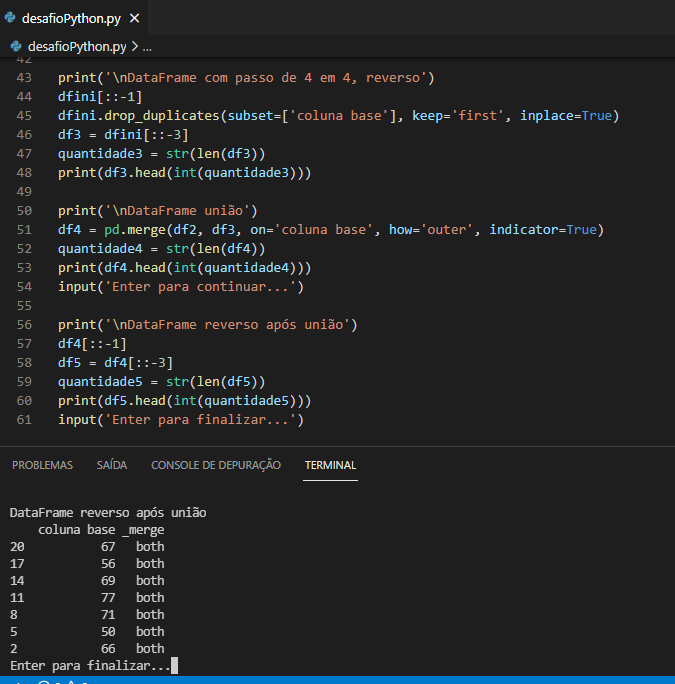 desafioPython.py
desafioPython.py > ...
42
43 print('\nDataFrame com passo de 4 em 4, reverso')
44 dfini[::-1]
45 dfini.drop_duplicates(subset=['coluna base'], keep='first', inplace=True)
46 df3 = dfini[::-3]
47 quantidade3 = str(len(df3))
48 print(df3.head(int(quantidade3)))
49
50 print('\nDataFrame união')
51 df4 = pd.merge(df2, df3, on='coluna base', how='outer', indicator=True)
52 quantidade4 = str(len(df4))
53 print(df4.head(int(quantidade4)))
54 input('Enter para continuar...')
55
56 print('\nDataFrame reverso após união')
57 df4[::-1]
58 df5 = df4[::-3]
59 quantidade5 = str(len(df5))
60 print(df5.head(int(quantidade5)))
61 input('Enter para finalizar...')
PROBLEMAS SAÍDA CONSOLE DE DEPURAÇÃO TERMINAL
DataFrame reverso após união
coluna base _merge
20 67 both
17 56 both
14 69 both
11 77 both
8 71 both
5 50 both
2 66 both
Enter para finalizar...